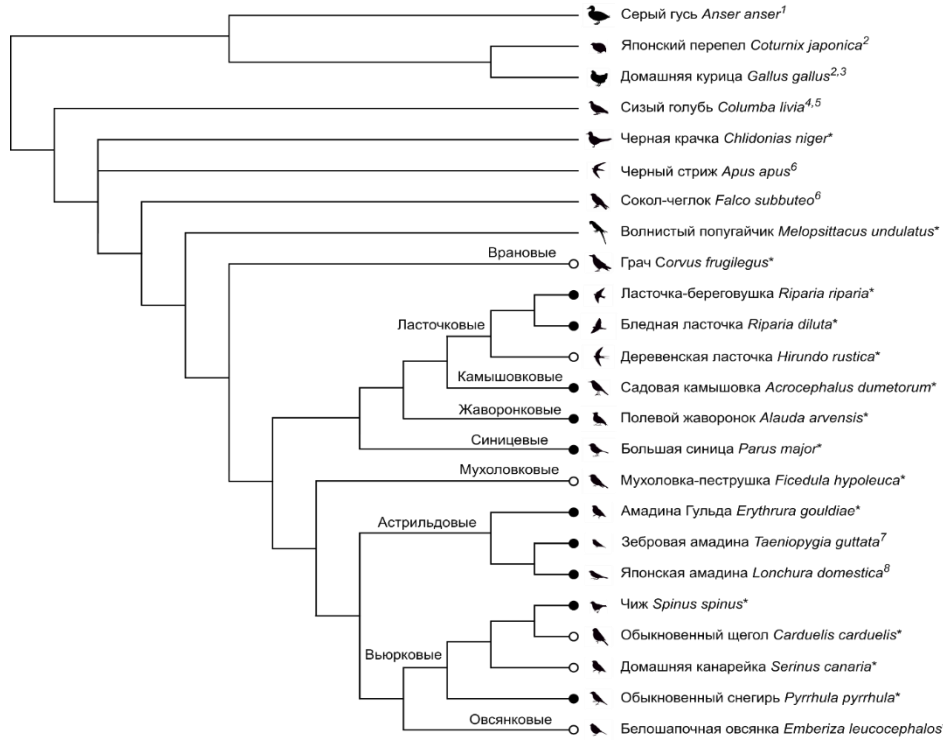 Серый гусь Anser anser¹
Японский перепел Coturnix japonica²
Домашняя курица Gallus gallus²,³
Сизый голубь Columba livia⁴,⁵
Черная крачка Chlidonias niger*
Черный стриж Apus apus⁶
Сокол-чеглок Falco subbuteo⁶
Волнистый попугайчик Melopsittacus undulatus*
Врановые Грач Corvus frugilegus*
Ласточка-береговушка Riparia riparia*
Ласточковые Бледная ласточка Riparia diluta*
Деревенская ласточка Hirundo rustica*
Камышовковые Садовая камышовка Acrocephalus dumetorum*
Жаворонковые Полевой жаворонок Alauda arvensis*
Синицевые Большая синица Parus major*
Мухоловковые Мухоловка-пеструшка Ficedula hypoleuca*
Астрильдовые Амадина Гульда Erythrura gouldiae*
Зебровая амадина Taeniopygia guttata⁷
Японская амадина Lonchura domestica⁸
Чиж Spinus spinus*
Обыкновенный щегол Carduelis carduelis*
Вьюрковые Домашняя канарейка Serinus canaria*
Обыкновенный снегирь Pyrrhula pyrrhula*
Овсянковые Белошапочная овсянка Emberiza leucocephalos